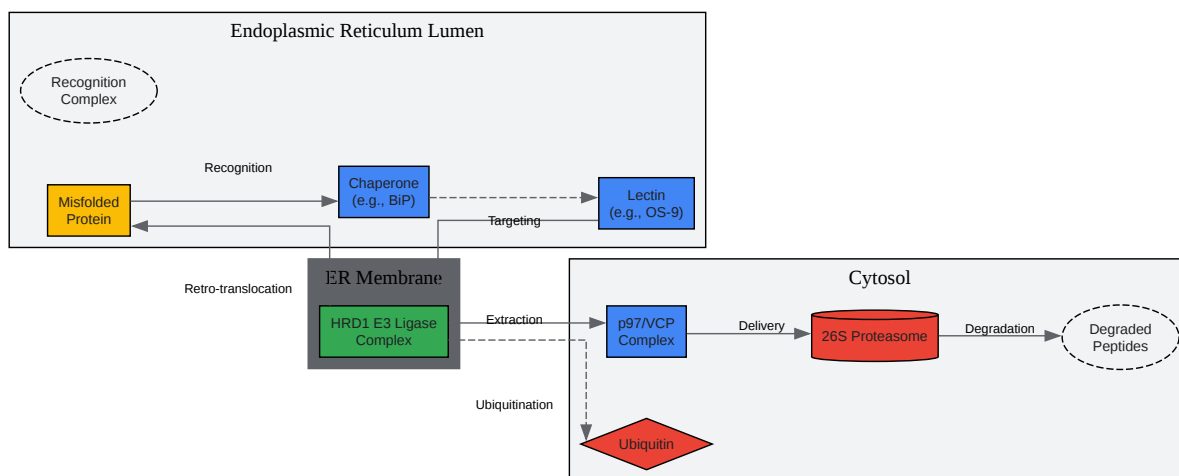 Endoplasmic Reticulum Lumen
Recognition
Complex
Recognition
Misfolded
Protein
Chaperone
(e.g., BiP)
Lectin
(e.g., OS-9)
Targeting
Retro-translocation
ER Membrane
HRD1 E3 Ligase
Complex
Extraction
Ubiquitination
Cytosol
p97/VCP
Complex
Delivery
26S Proteasome
Degradation
Degraded
Peptides
Ubiquitin